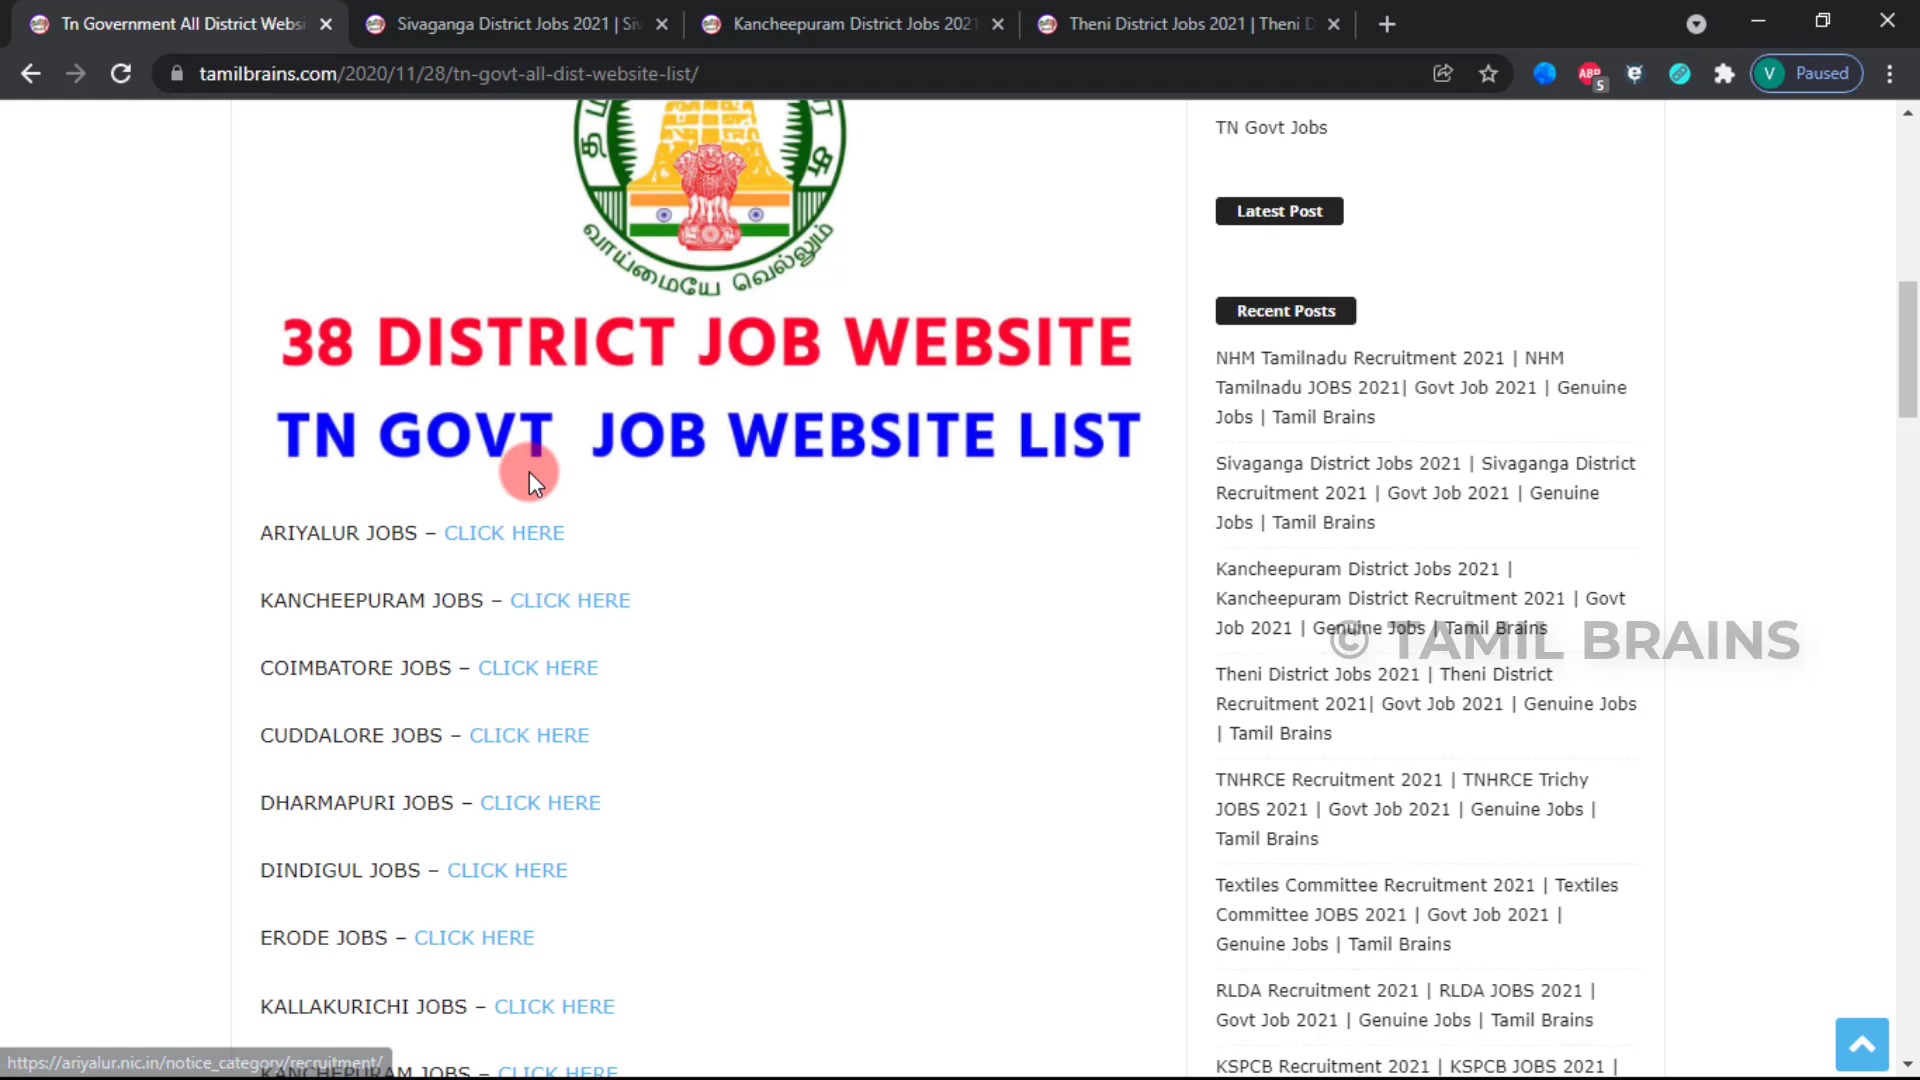 Tn Government All District Websi
Sivaganga District Jobs 2021 | Si
Kancheepuram District Jobs 2021
Theni District Jobs 2021 | Theni D
tamilbrains.com/2020/11/28/tn-govt-all-dist-website-list/
ABP
5
V
Paused
வாய்மையே வெல்லும்
38 DISTRICT JOB WEBSITE
TN GOVT JOB WEBSITE LIST
ARIYALUR JOBS – CLICK HERE
KANCHEEPURAM JOBS – CLICK HERE
COIMBATORE JOBS – CLICK HERE
CUDDALORE JOBS – CLICK HERE
DHARMAPURI JOBS – CLICK HERE
DINDIGUL JOBS – CLICK HERE
ERODE JOBS – CLICK HERE
KALLAKURICHI JOBS – CLICK HERE
KANCHEPURAM JOBS – CLICK HERE
https://ariyalur.nic.in/notice_category/recruitment/
TN Govt Jobs
Latest Post
Recent Posts
NHM Tamilnadu Recruitment 2021 | NHM
Tamilnadu JOBS 2021| Govt Job 2021 | Genuine
Jobs | Tamil Brains
Sivaganga District Jobs 2021 | Sivaganga District
Recruitment 2021 | Govt Job 2021 | Genuine
Jobs | Tamil Brains
Kancheepuram District Jobs 2021 |
Kancheepuram District Recruitment 2021 | Govt
Job 2021 | Genuine Jobs | Tamil Brains
© TAMIL BRAINS
Theni District Jobs 2021 | Theni District
Recruitment 2021| Govt Job 2021 | Genuine Jobs
| Tamil Brains
TNHRCE Recruitment 2021 | TNHRCE Trichy
JOBS 2021 | Govt Job 2021 | Genuine Jobs |
Tamil Brains
Textiles Committee Recruitment 2021 | Textiles
Committee JOBS 2021 | Govt Job 2021 |
Genuine Jobs | Tamil Brains
RLDA Recruitment 2021 | RLDA JOBS 2021 |
Govt Job 2021 | Genuine Jobs | Tamil Brains
KSPCB Recruitment 2021 | KSPCB JOBS 2021 |